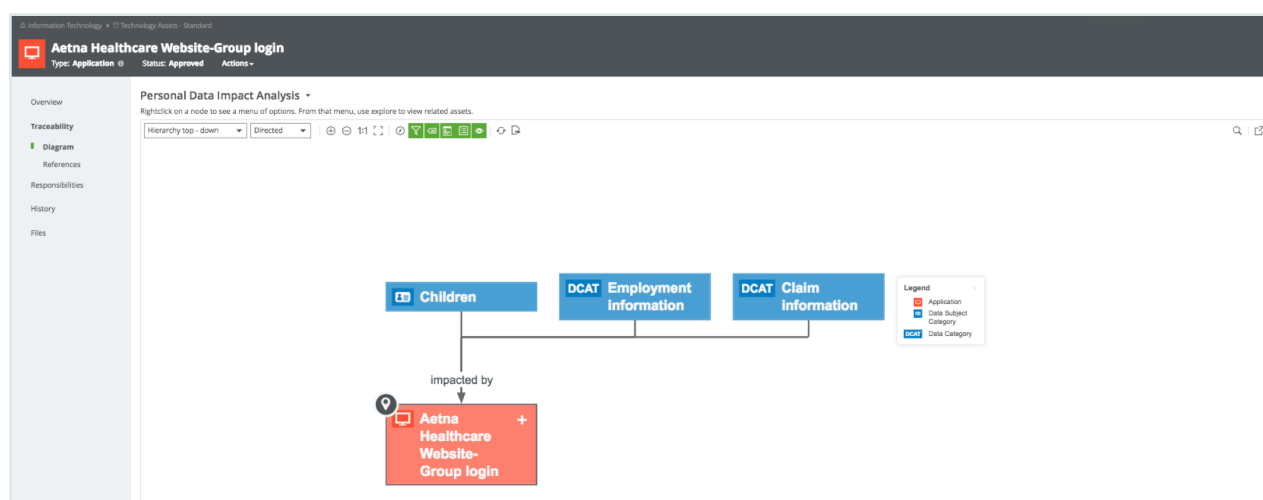 Information Technology Technology Assets - Standard
Aetna Healthcare Website-Group login
Type: Application Status: Approved Actions
Overview
Traceability
Diagram
References
Responsibilities
History
Files
Personal Data Impact Analysis
Rightclick on a node to see a menu of options. From that menu, use explore to view related assets.
Hierarchy top - down Directed 1:1
Children
DCAT Employment
information
DCAT Claim
information
Legend
Application
Data Subject
Category
DCAT Data Category
impacted by
Aetna
Healthcare
Website-
Group login